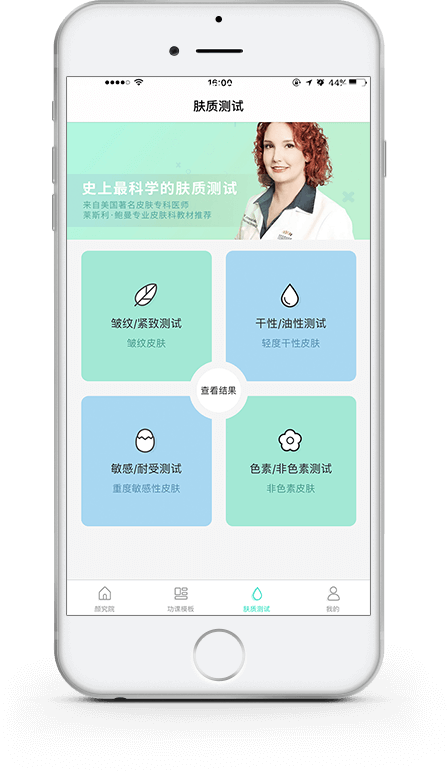 16:00
44%
肤质测试
史上最科学的肤质测试
来自美国著名皮肤专科医师
莱斯利·鲍曼专业皮肤科教材推荐
皱纹/紧致测试
皱纹皮肤
干性/油性测试
轻度干性皮肤
查看结果
敏感/耐受测试
重度敏感性皮肤
色素/非色素测试
非色素皮肤
颜究院
功课模板
肤质测试
我的